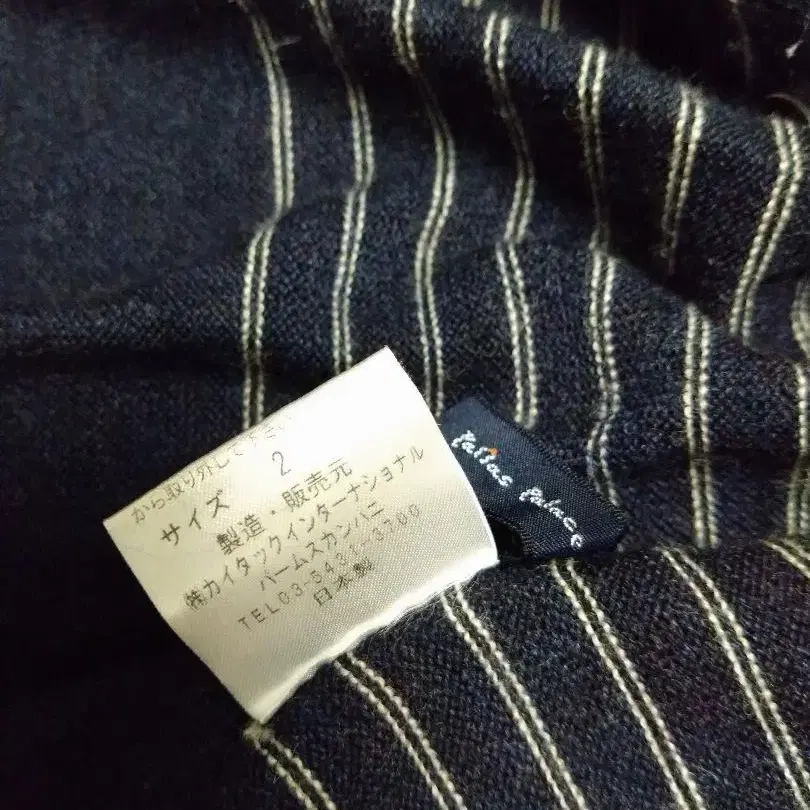 から取り外して下さい
サイズ 2
製造・販売元
㈱カイタックインターナショナル
パームスカンパニ
TEL03-5431-3700
日本製
Pallas Palace